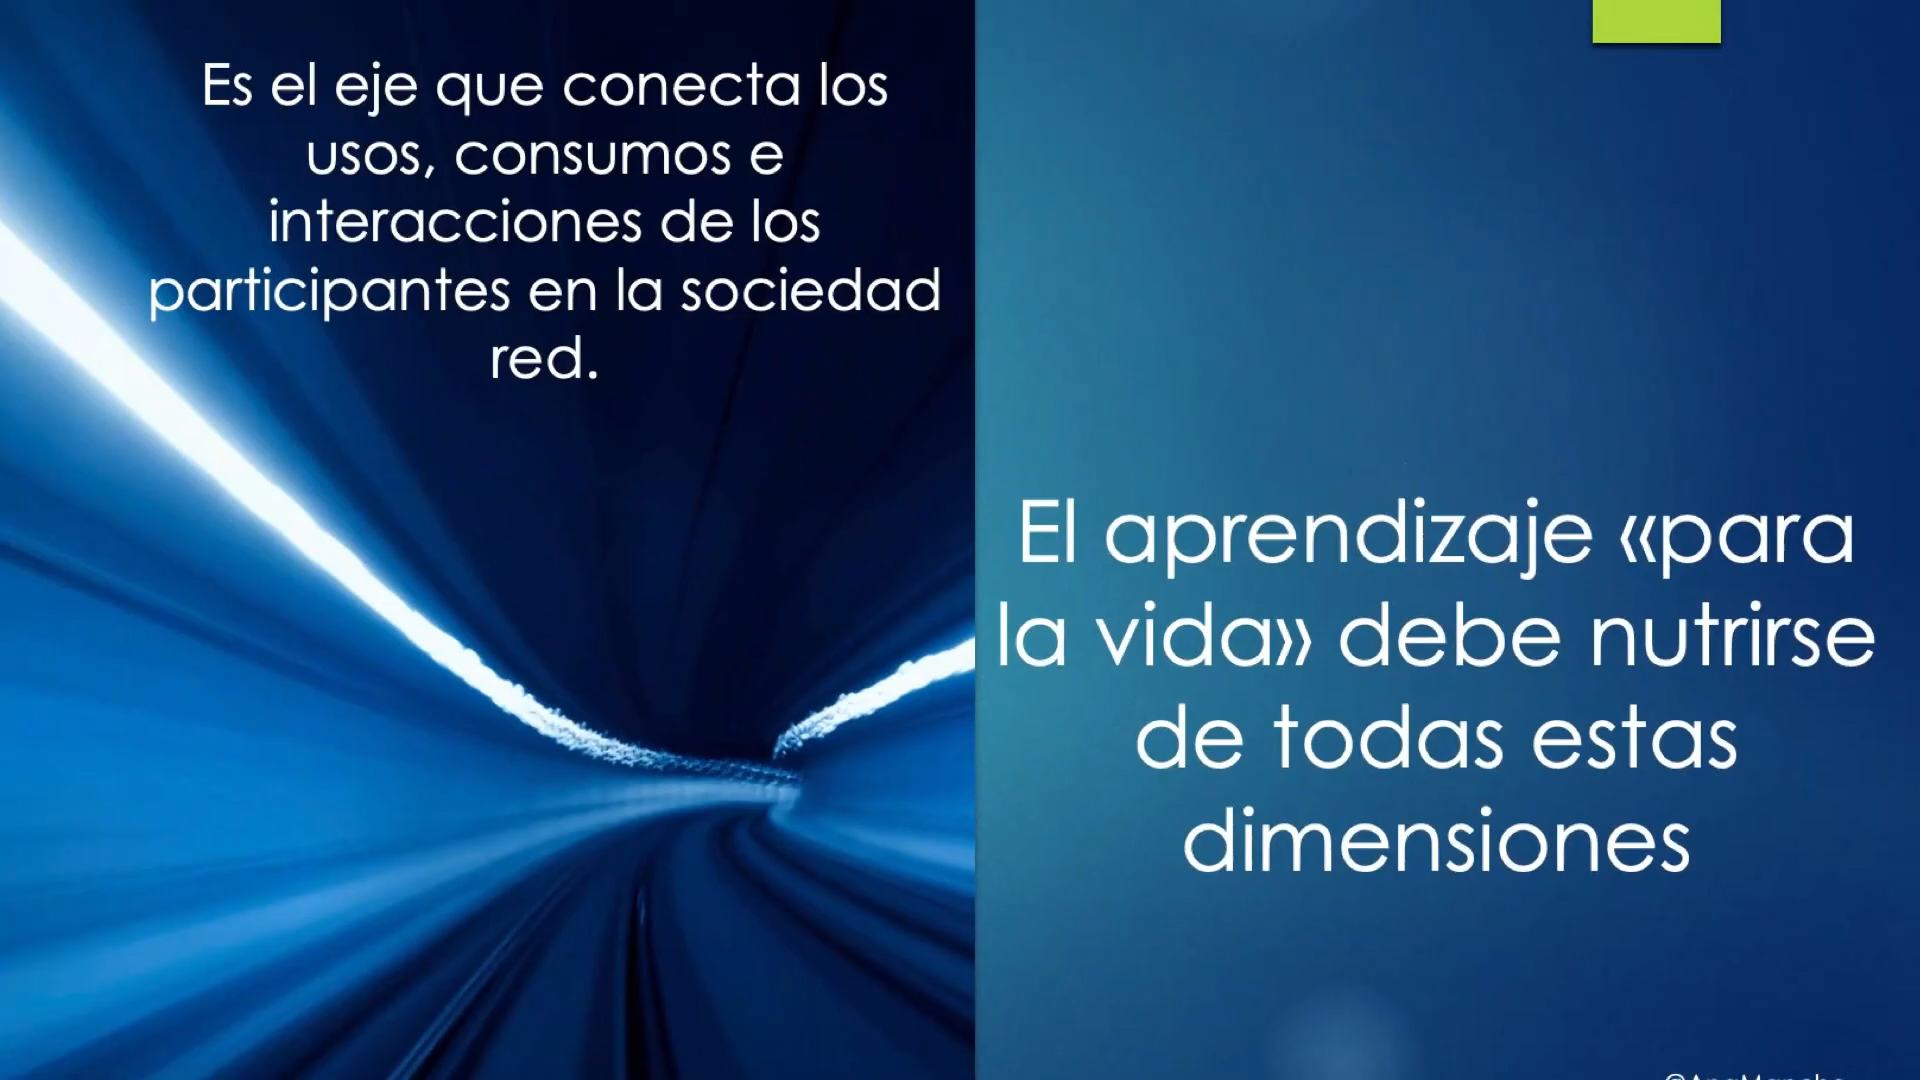 Es el eje que conecta los
usos, consumos e
interacciones de los
participantes en la sociedad
red.
El aprendizaje «para
la vida» debe nutrirse
de todas estas
dimensiones